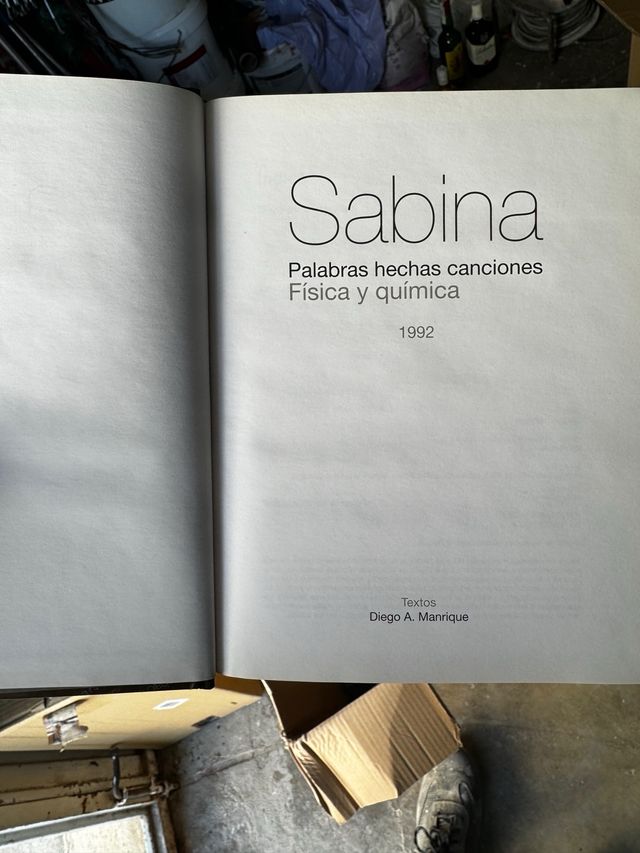 Sabina
Palabras hechas canciones
Física y química
1992
Textos
Diego A. Manrique